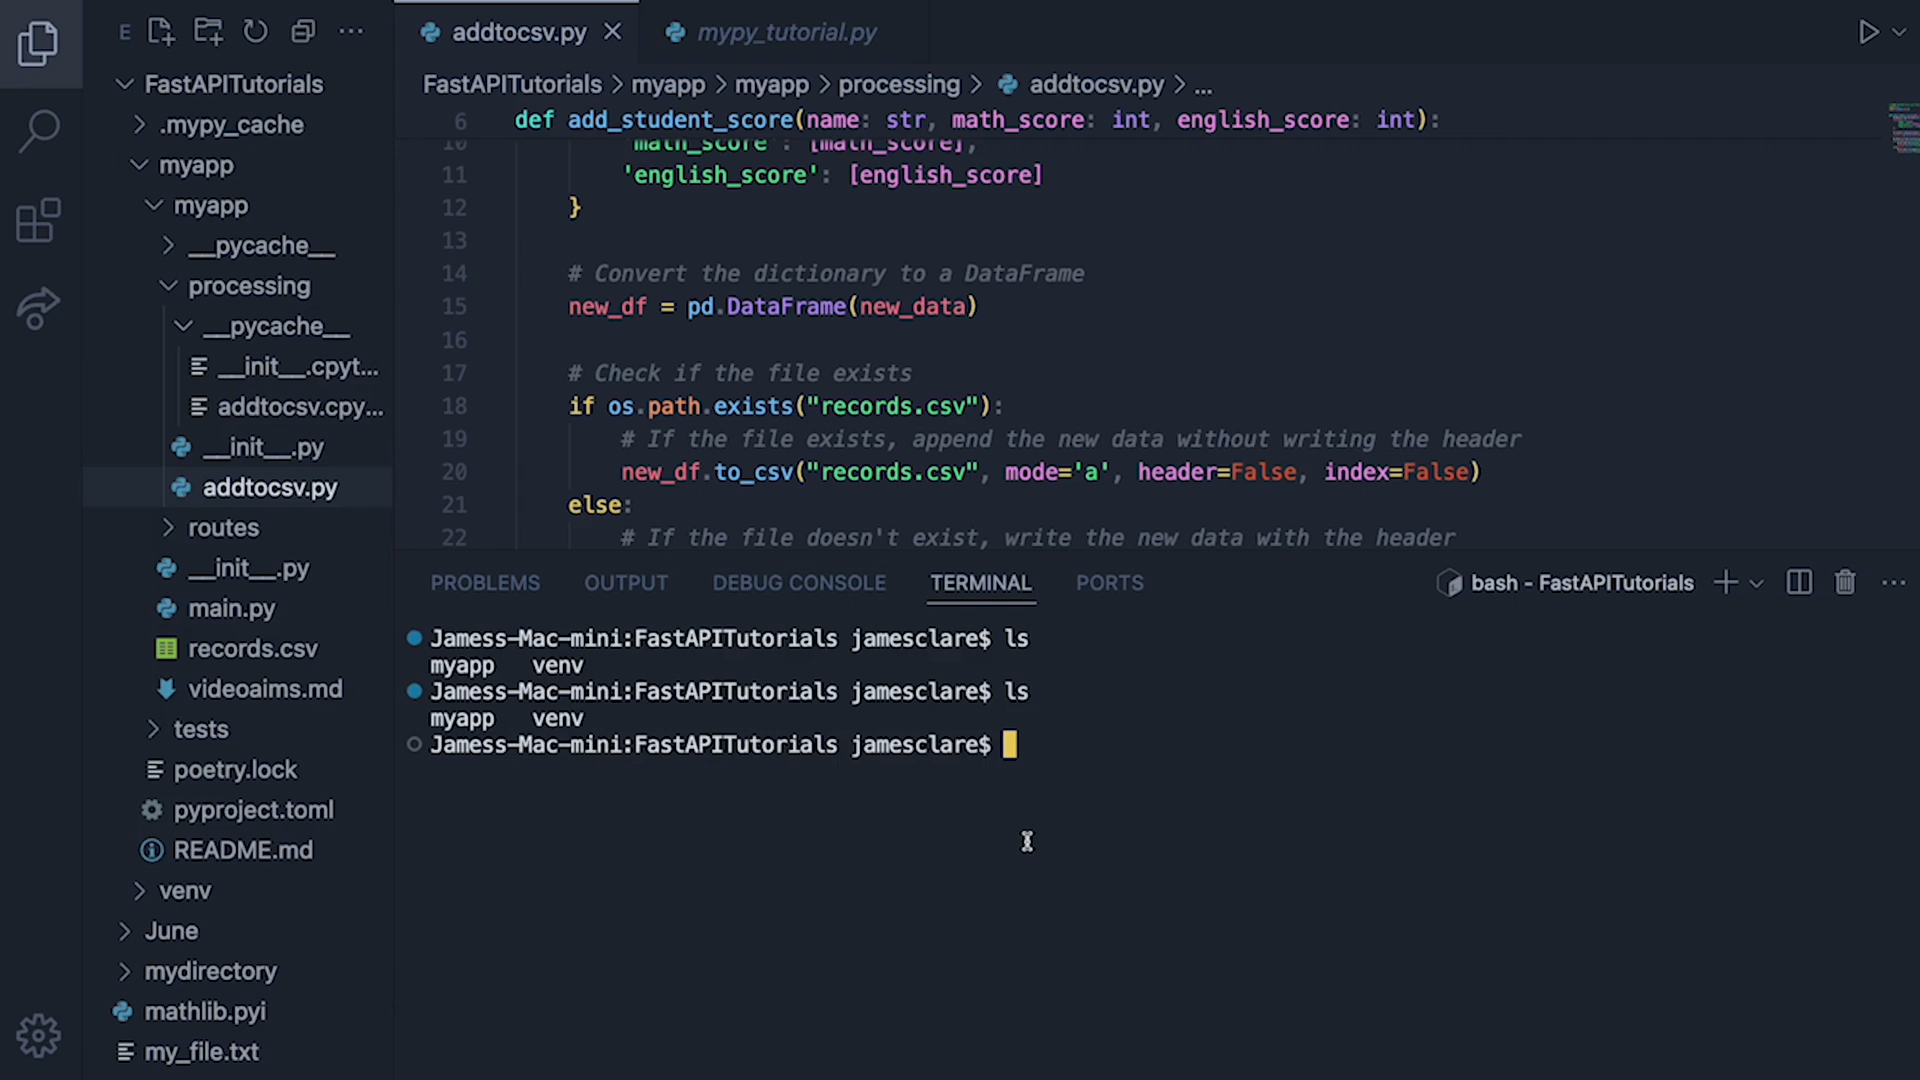 E
FastAPITutorials
.mypy_cache
myapp
myapp
__pycache__
processing
__pycache__
__init__.cpyt...
addtocsv.cpy...
__init__.py
addtocsv.py
routes
__init__.py
main.py
records.csv
videoaims.md
tests
poetry.lock
pyproject.toml
README.md
venv
June
mydirectory
mathlib.pyi
my_file.txt
addtocsv.py
mypy_tutorial.py
FastAPITutorials > myapp > myapp > processing > addtocsv.py > ...
6 def add_student_score(name: str, math_score: int, english_score: int):
10 'math_score': [math_score],
11 'english_score': [english_score]
12 }
13
14 # Convert the dictionary to a DataFrame
15 new_df = pd.DataFrame(new_data)
16
17 # Check if the file exists
18 if os.path.exists("records.csv"):
19 # If the file exists, append the new data without writing the header
20 new_df.to_csv("records.csv", mode='a', header=False, index=False)
21 else:
22 # If the file doesn't exist, write the new data with the header
PROBLEMS OUTPUT DEBUG CONSOLE TERMINAL PORTS
bash - FastAPITutorials
Jamess-Mac-mini:FastAPITutorials jamesclare$ ls
myapp venv
Jamess-Mac-mini:FastAPITutorials jamesclare$ ls
myapp venv
Jamess-Mac-mini:FastAPITutorials jamesclare$